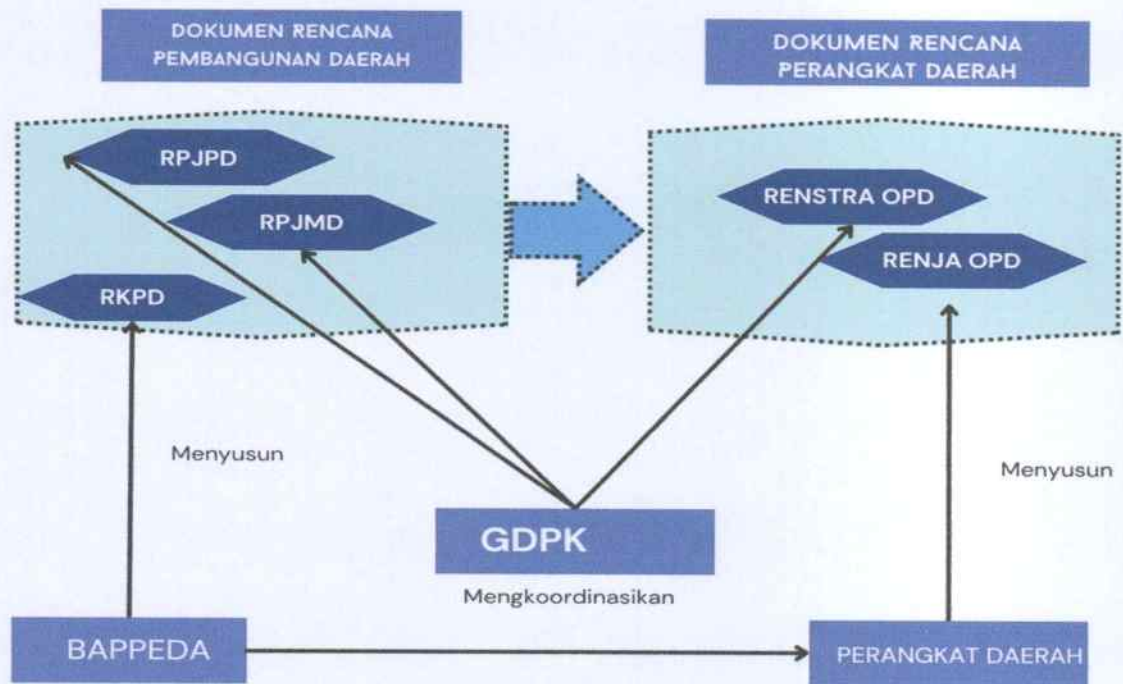 DOKUMEN RENCANA
PEMBANGUNAN DAERAH
DOKUMEN RENCANA
PERANGKAT DAERAH
RPJPD
RPJMD
RKPD
RENSTRA OPD
RENJA OPD
Menyusun
Menyusun
GDPK
Mengkoordinasikan
BAPPEDA
PERANGKAT DAERAH